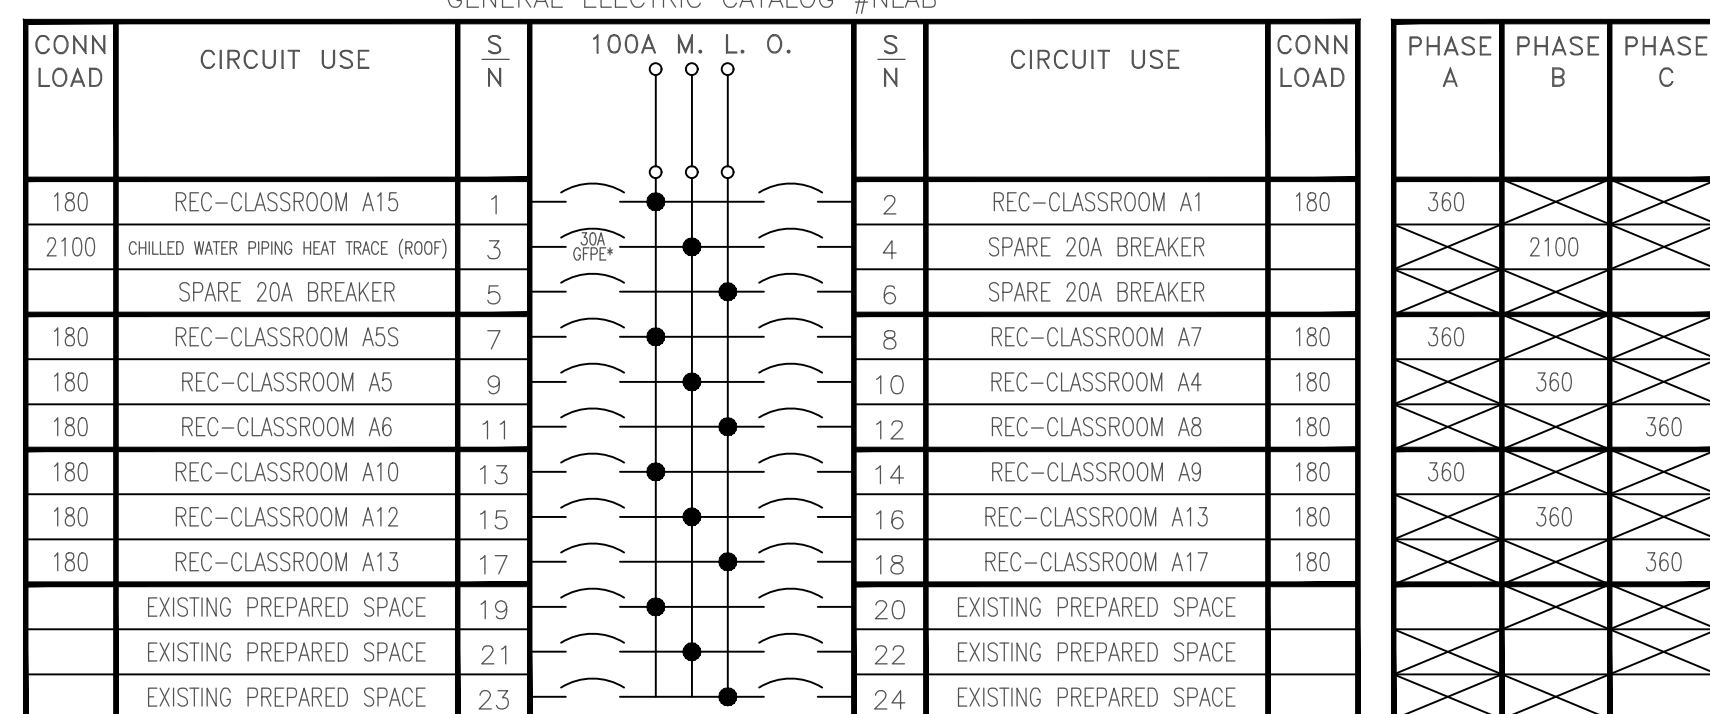 GENERAL ELECTRIC CATALOG #NLAB
CONN LOAD CIRCUIT USE S/N 100A M. L. O. S/N CIRCUIT USE CONN LOAD PHASE A PHASE B PHASE C
180 REC-CLASSROOM A15 1 2 REC-CLASSROOM A1 180 360
2100 CHILLED WATER PIPING HEAT TRACE (ROOF) 3 30A GFPE* 4 SPARE 20A BREAKER 2100
SPARE 20A BREAKER 5 6 SPARE 20A BREAKER
180 REC-CLASSROOM A5S 7 8 REC-CLASSROOM A7 180 360
180 REC-CLASSROOM A5 9 10 REC-CLASSROOM A4 180 360
180 REC-CLASSROOM A6 11 12 REC-CLASSROOM A8 180 360
180 REC-CLASSROOM A10 13 14 REC-CLASSROOM A9 180 360
180 REC-CLASSROOM A12 15 16 REC-CLASSROOM A13 180 360
180 REC-CLASSROOM A13 17 18 REC-CLASSROOM A17 180 360
EXISTING PREPARED SPACE 19 20 EXISTING PREPARED SPACE
EXISTING PREPARED SPACE 21 22 EXISTING PREPARED SPACE
EXISTING PREPARED SPACE 23 24 EXISTING PREPARED SPACE